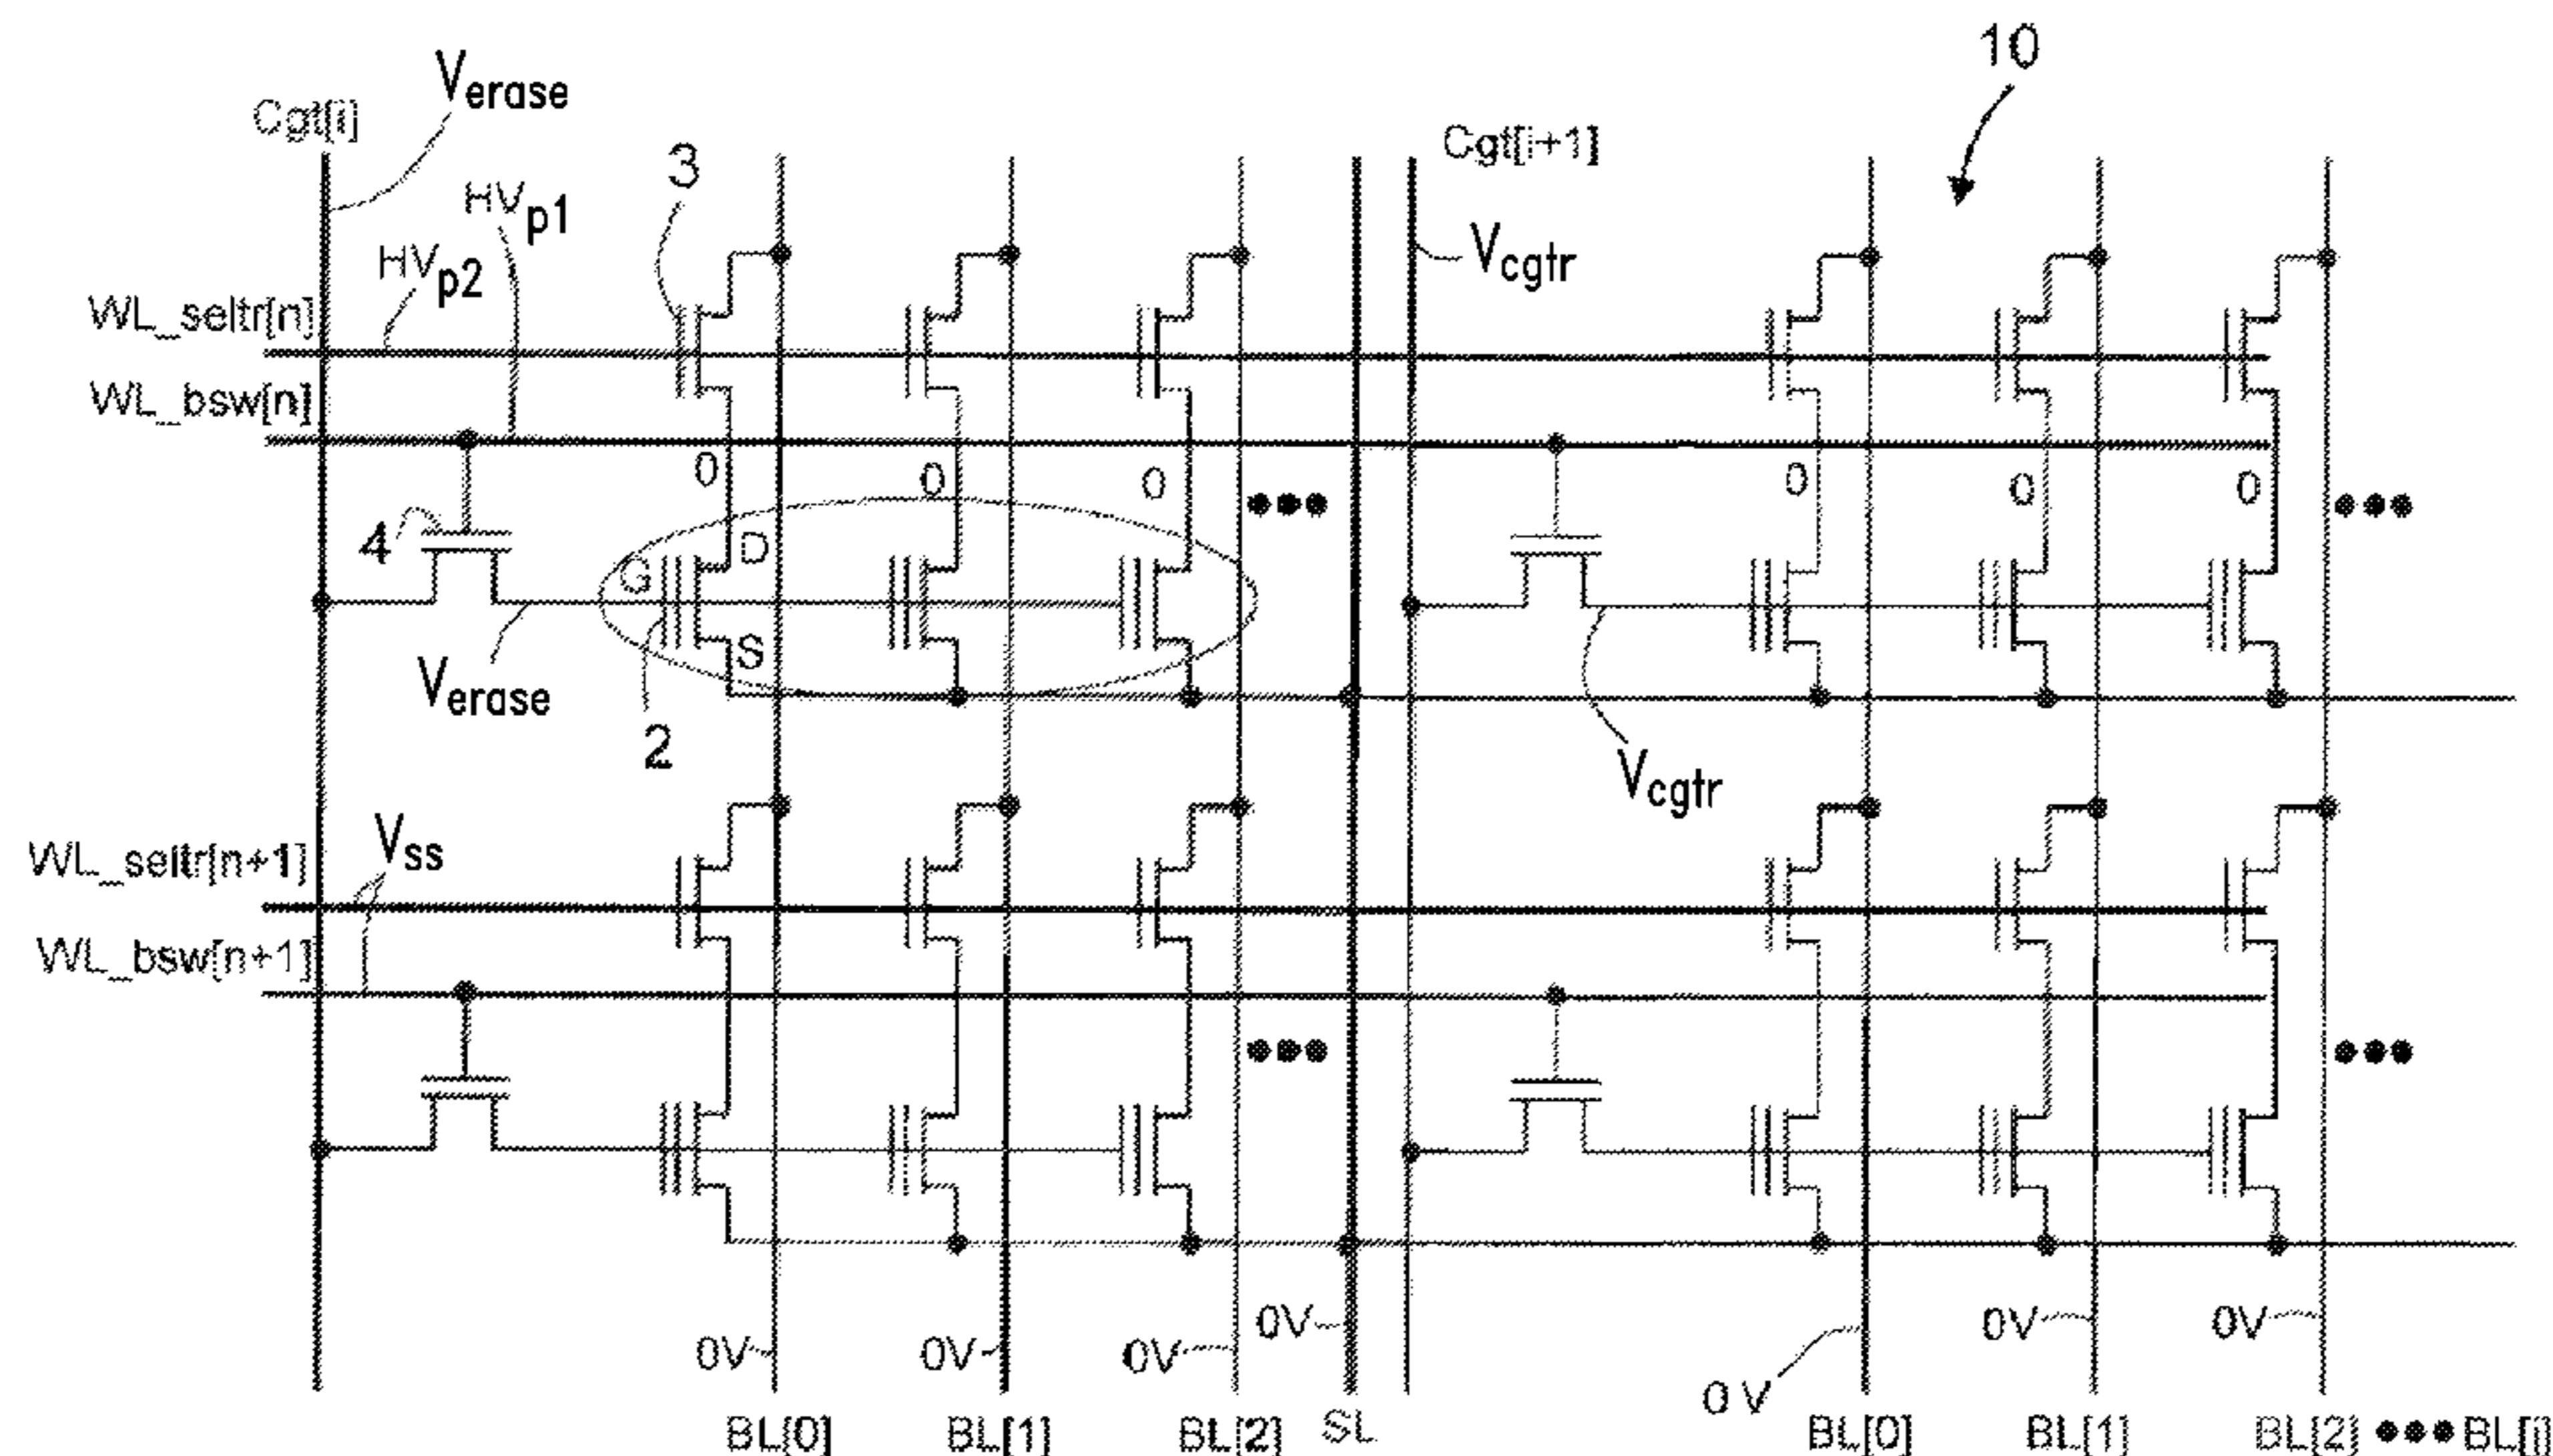 10
Verase
Cgt[i]
Cgt[i+1]
3
HVp1
HVp2
Vcgtr
WL_seltr[n]
WL_bsw[n]
0
0
0
0
0
0
4
D
G
S
Verase
2
Vcgtr
Vss
WL_seltr[n+1]
WL_bsw[n+1]
0V
0V
0V
0V
0V
0V
0V
BL[0]
BL[1]
BL[2]
SL
BL[0]
BL[1]
BL[2] ●●● BL[j]